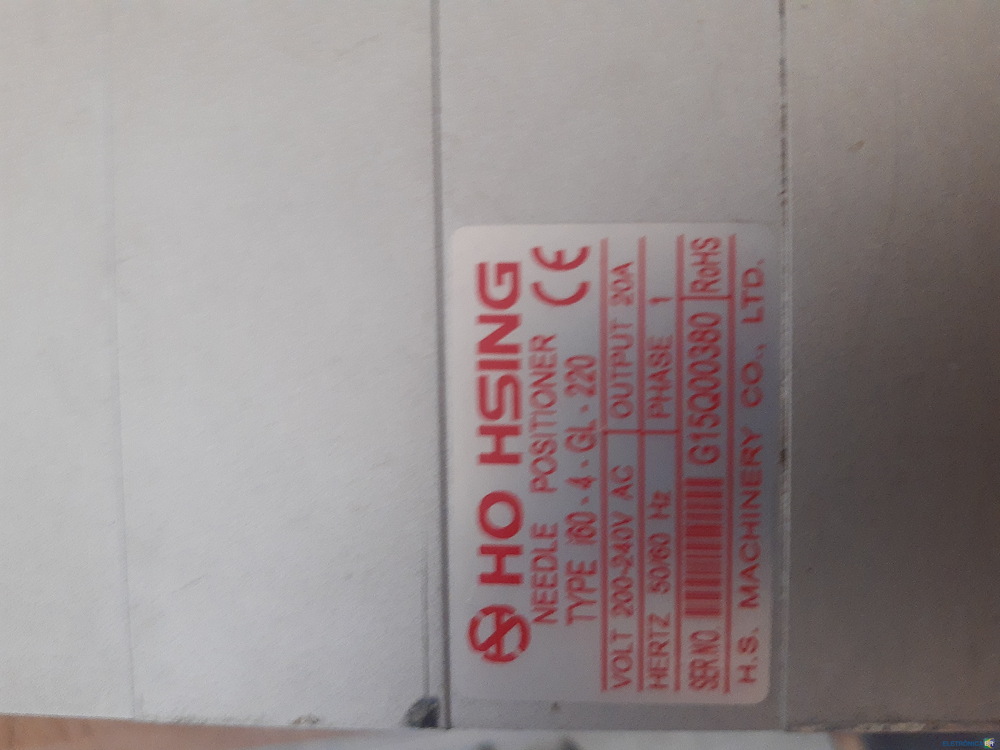 HO HSING
NEEDLE POSITIONER CE
TYPE i60 - 4 - GL - 220
VOLT 200-240V AC OUTPUT 20A
HERTZ 50/60 Hz PHASE 1
SER NO G15Q00380 RoHS
H.S. MACHINERY CO., LTD.